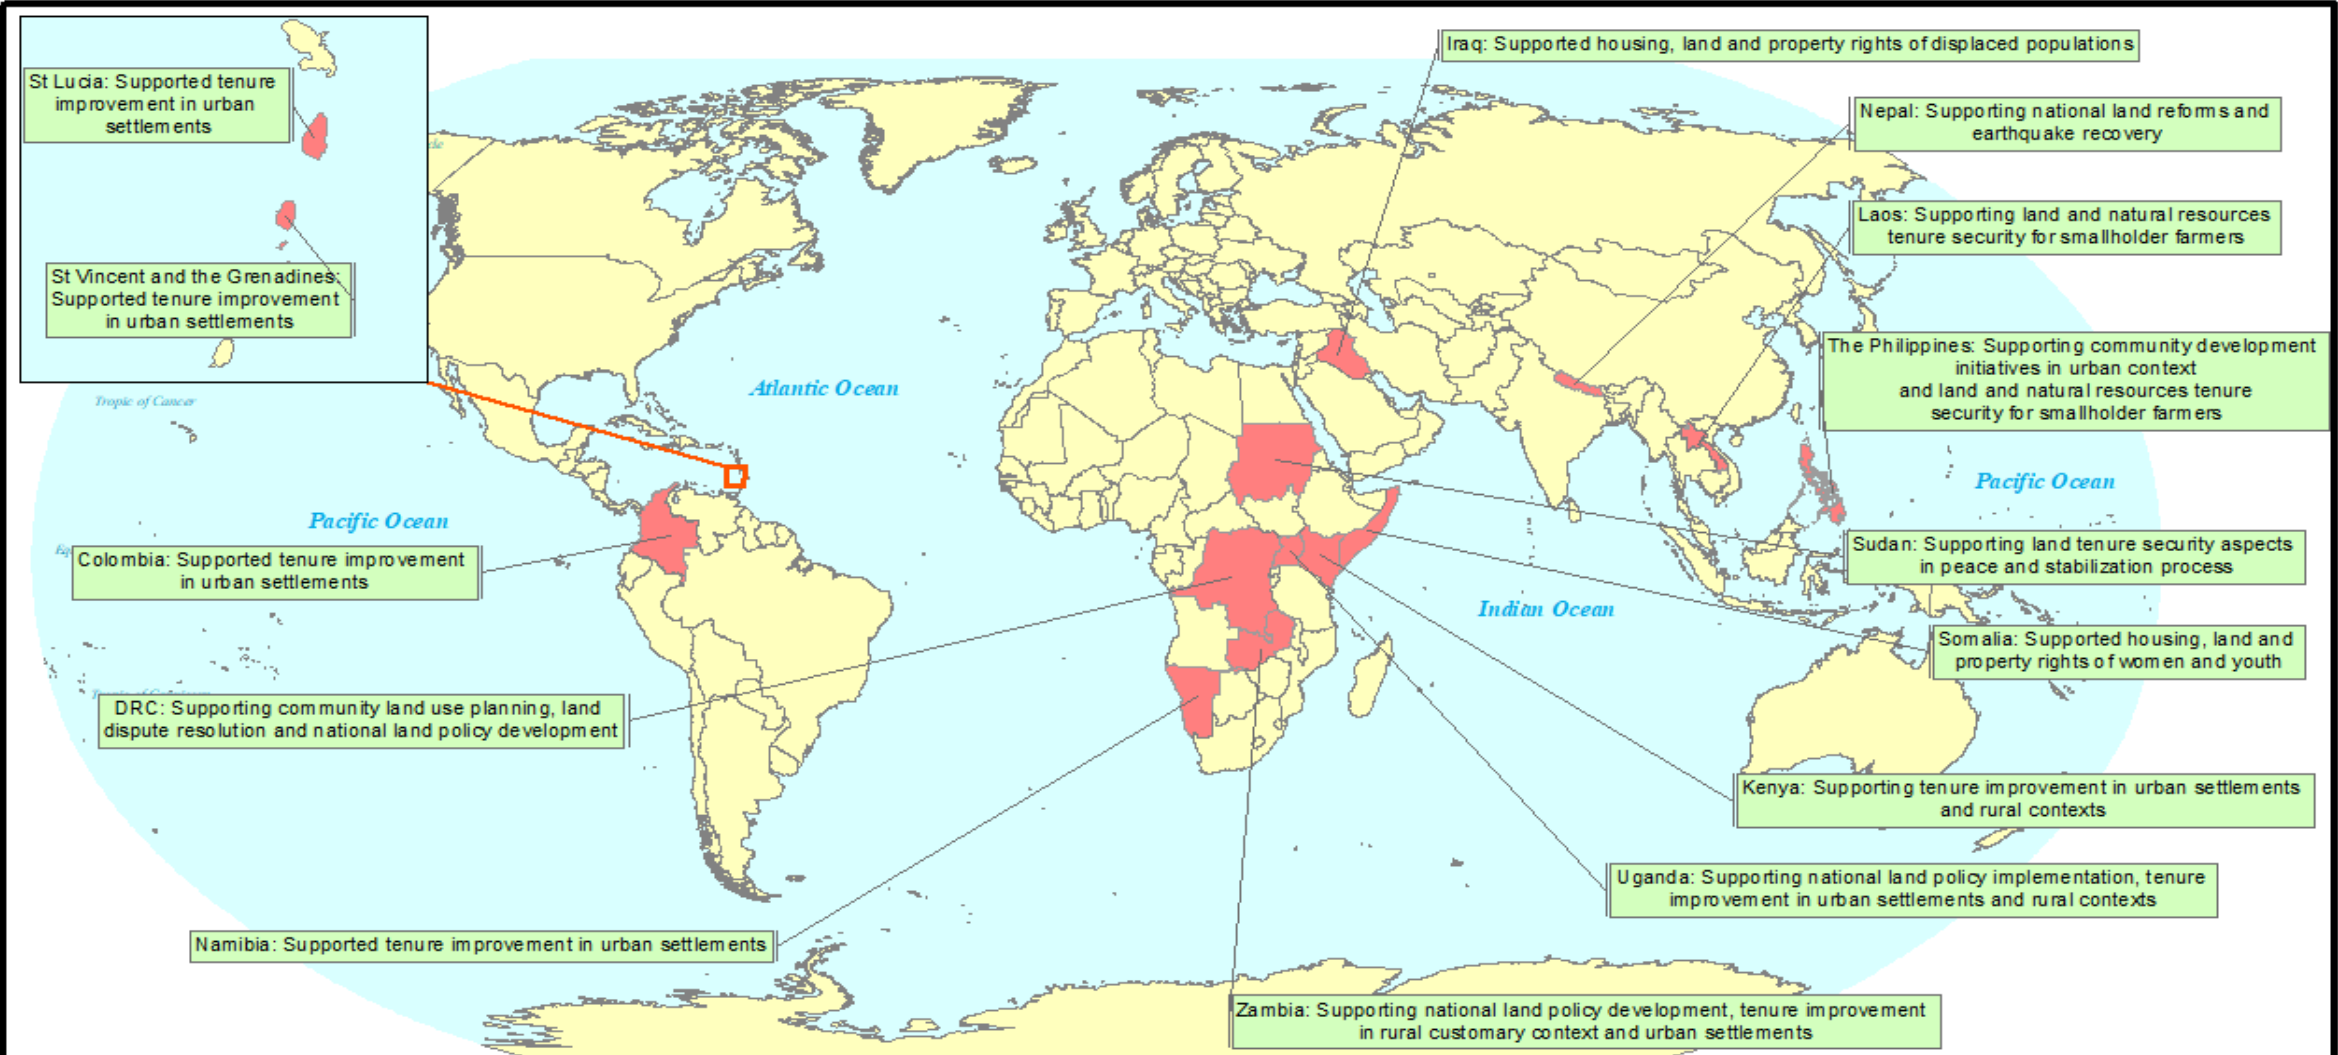 St Lucia: Supported tenure
improvement in urban
settlements
St Vincent and the Grenadines:
Supported tenure improvement
in urban settlements
Iraq: Supported housing, land and property rights of displaced populations
Nepal: Supporting national land reforms and
earthquake recovery
Laos: Supporting land and natural resources
tenure security for smallholder farmers
The Philippines: Supporting community development
initiatives in urban context
and land and natural resources tenure
security for smallholder farmers
Atlantic Ocean
Tropic of Cancer
Pacific Ocean
Pacific Ocean
Colombia: Supported tenure improvement
in urban settlements
Sudan: Supporting land tenure security aspects
in peace and stabilization process
Indian Ocean
Somalia: Supported housing, land and
property rights of women and youth
DRC: Supporting community land use planning, land
dispute resolution and national land policy development
Kenya: Supporting tenure improvement in urban settlements
and rural contexts
Uganda: Supporting national land policy implementation, tenure
improvement in urban settlements and rural contexts
Namibia: Supported tenure improvement in urban settlements
Zambia: Supporting national land policy development, tenure improvement
in rural customary context and urban settlements